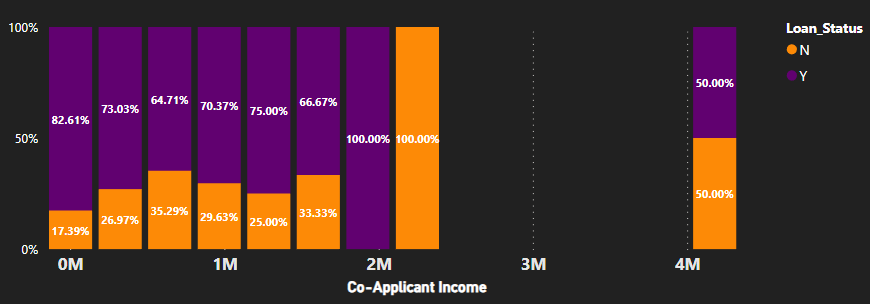 100%
50%
0%
82.61%
73.03%
64.71%
70.37%
75.00%
66.67%
100.00%
100.00%
50.00%
17.39%
26.97%
35.29%
29.63%
25.00%
33.33%
50.00%
0M
1M
2M
3M
4M
Co-Applicant Income
Loan_Status
N
Y